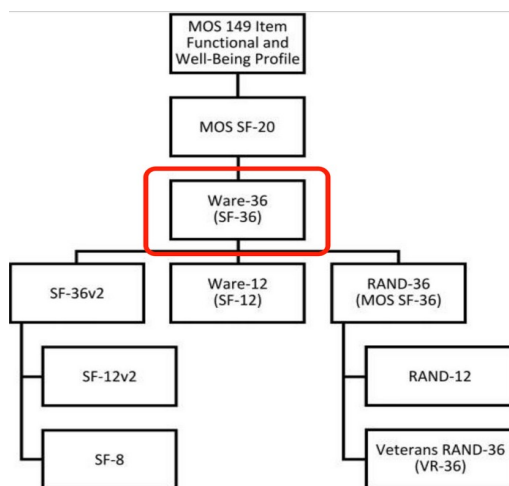 MOS 149 Item
Functional and
Well-Being Profile
MOS SF-20
Ware-36
(SF-36)
SF-36v2
Ware-12
(SF-12)
RAND-36
(MOS SF-36)
SF-12v2
RAND-12
SF-8
Veterans RAND-36
(VR-36)